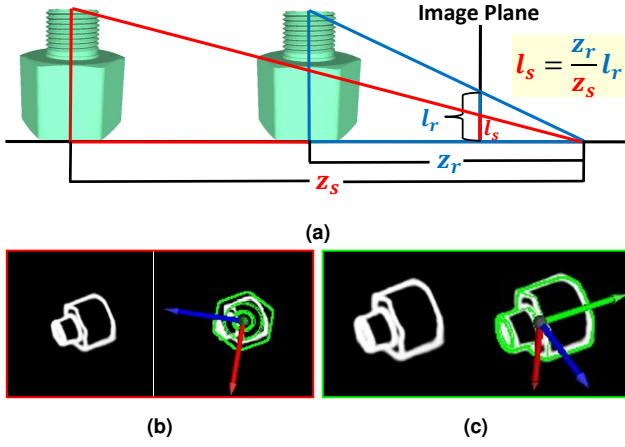 Image Plane
l_s = z_r/z_s l_r
l_r
l_s
z_r
z_s
(a)
(b)
(c)